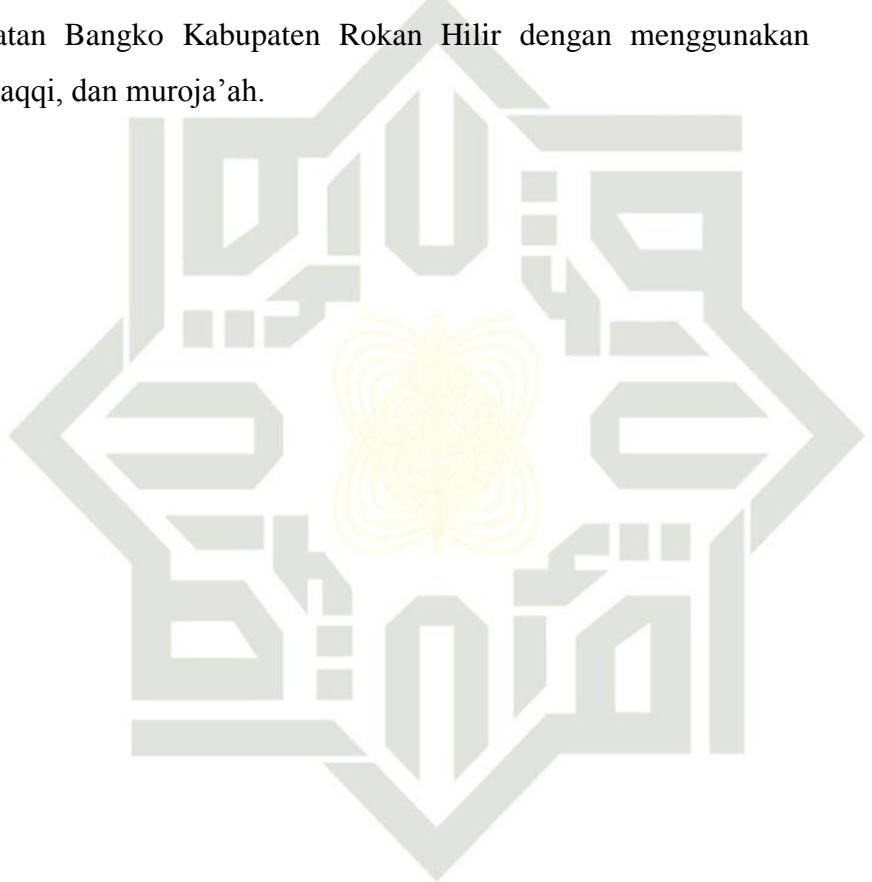 atan Bangko Kabupaten Rokan Hilir dengan menggunakan
aqqi, dan muroja’ah.